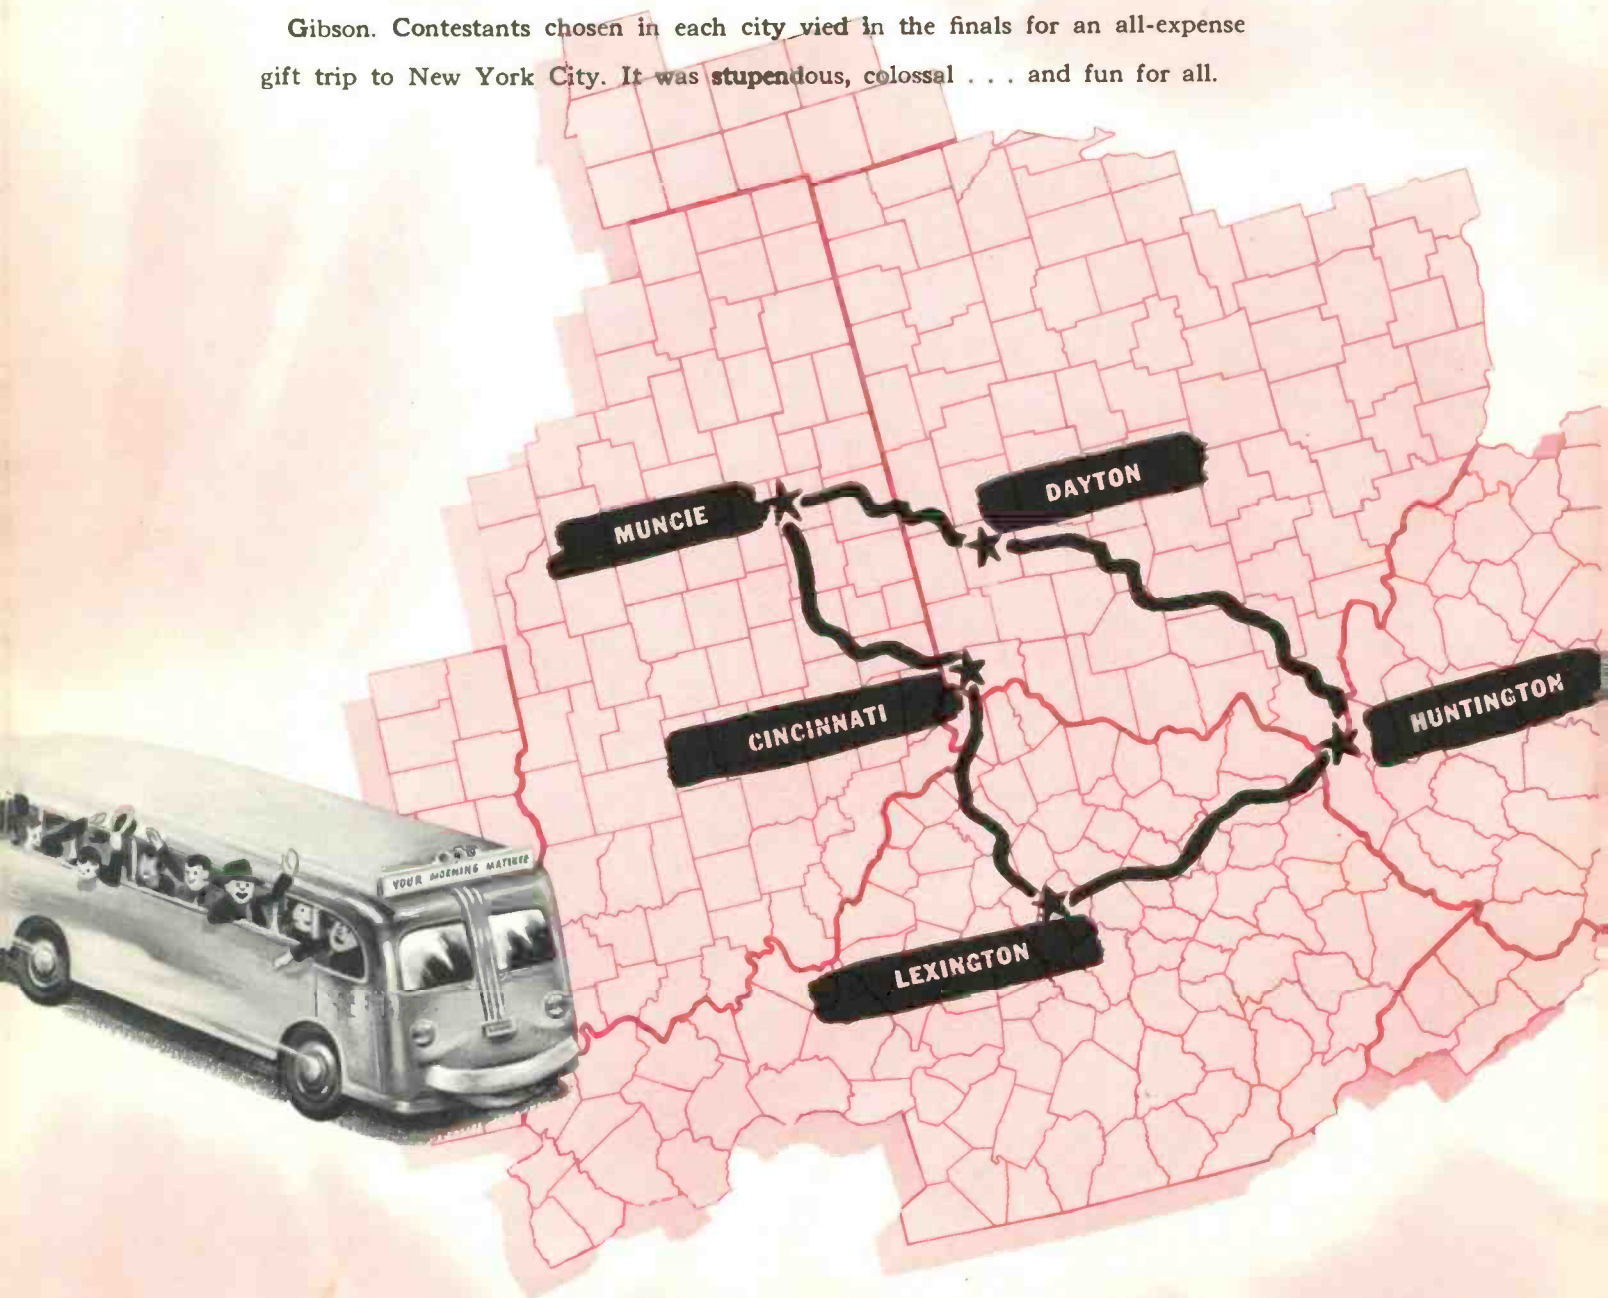 Gibson. Contestants chosen in each city vied in the finals for an all-expense
gift trip to New York City. It was stupendous, colossal . . . and fun for all.
DAYTON
MUNCIE
HUNTINGTON
CINCINNATI
YOUR MORNING MATINEE
LEXINGTON